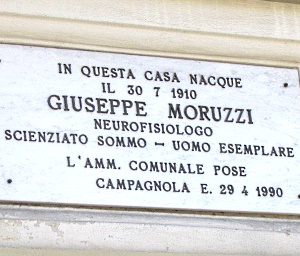 IN QUESTA CASA NACQUE
IL 30 7 1910
GIUSEPPE MORUZZI
NEUROFISIOLOGO
SCIENZIATO SOMMO - UOMO ESEMPLARE
L'AMM. COMUNALE POSE
CAMPAGNOLA E. 29 4 1990